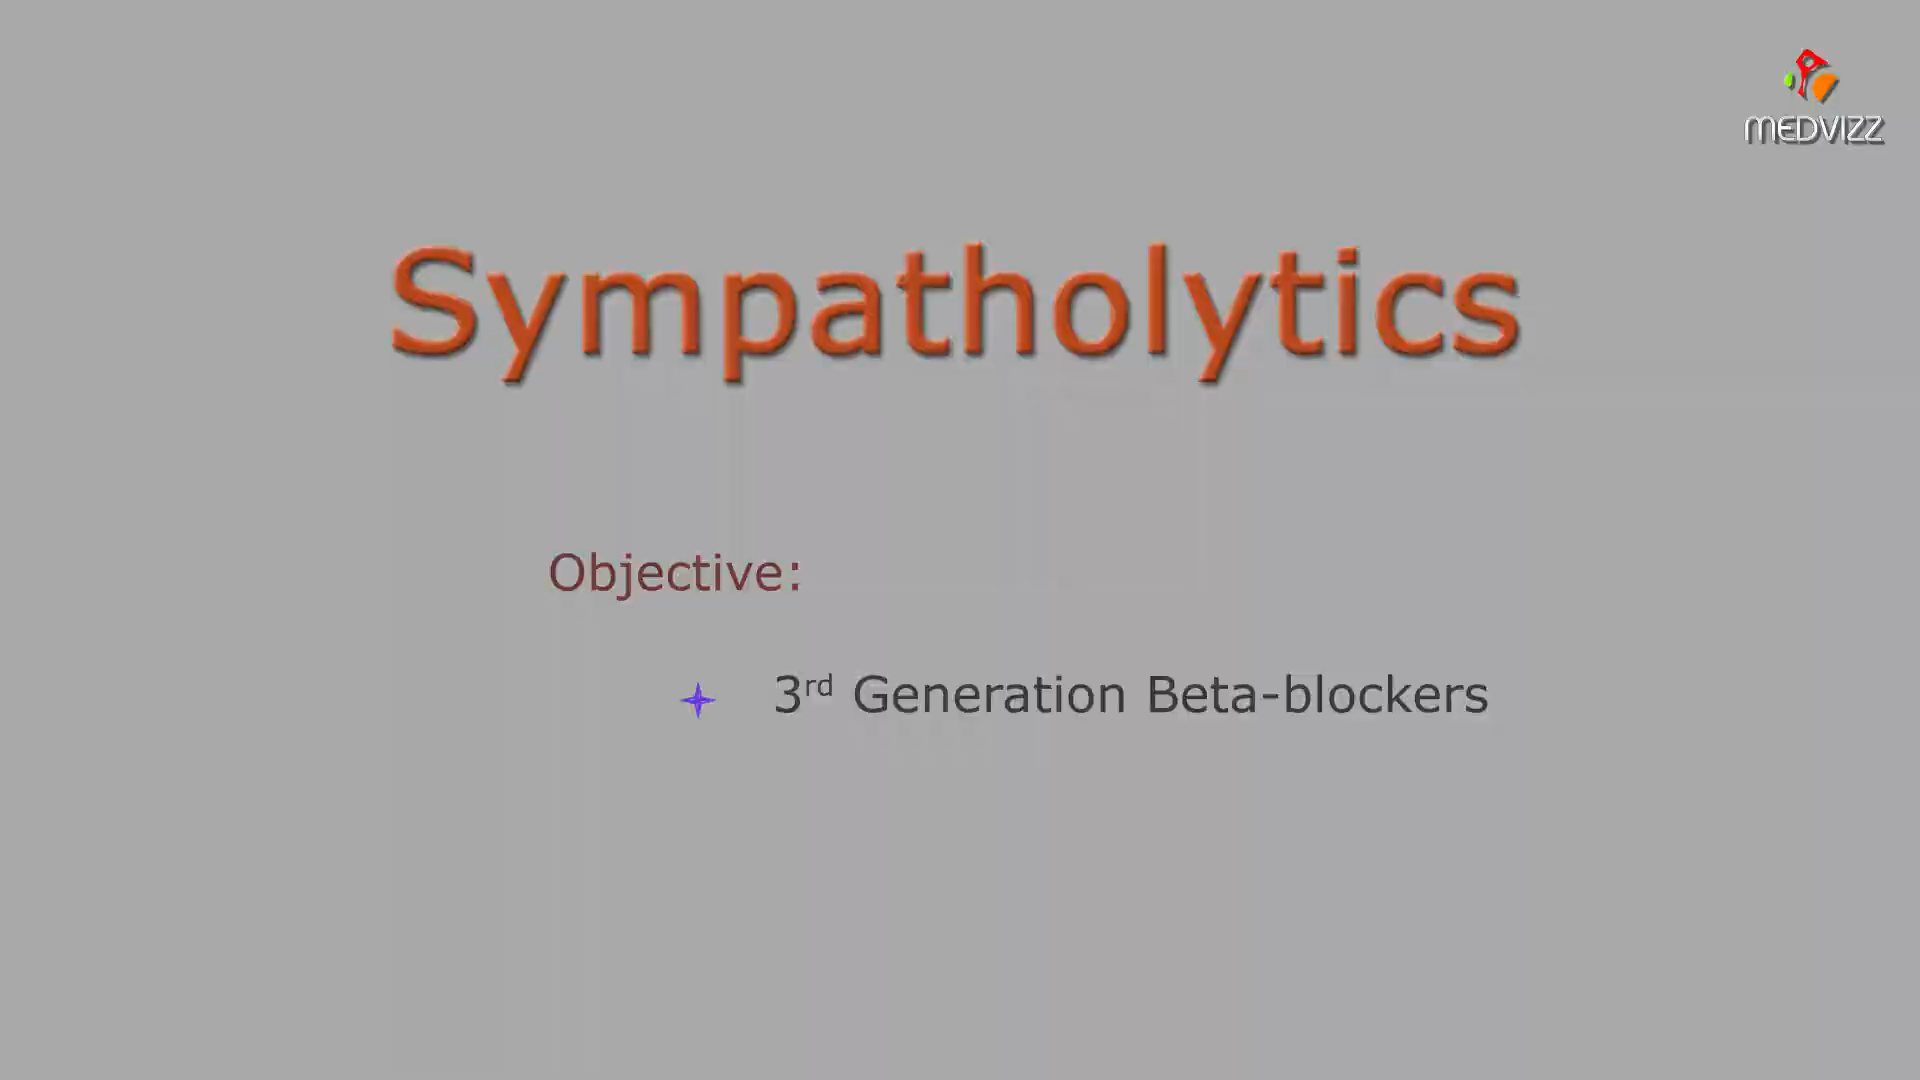 MEDVIZZ
Sympatholytics
Objective:
3rd Generation Beta-blockers